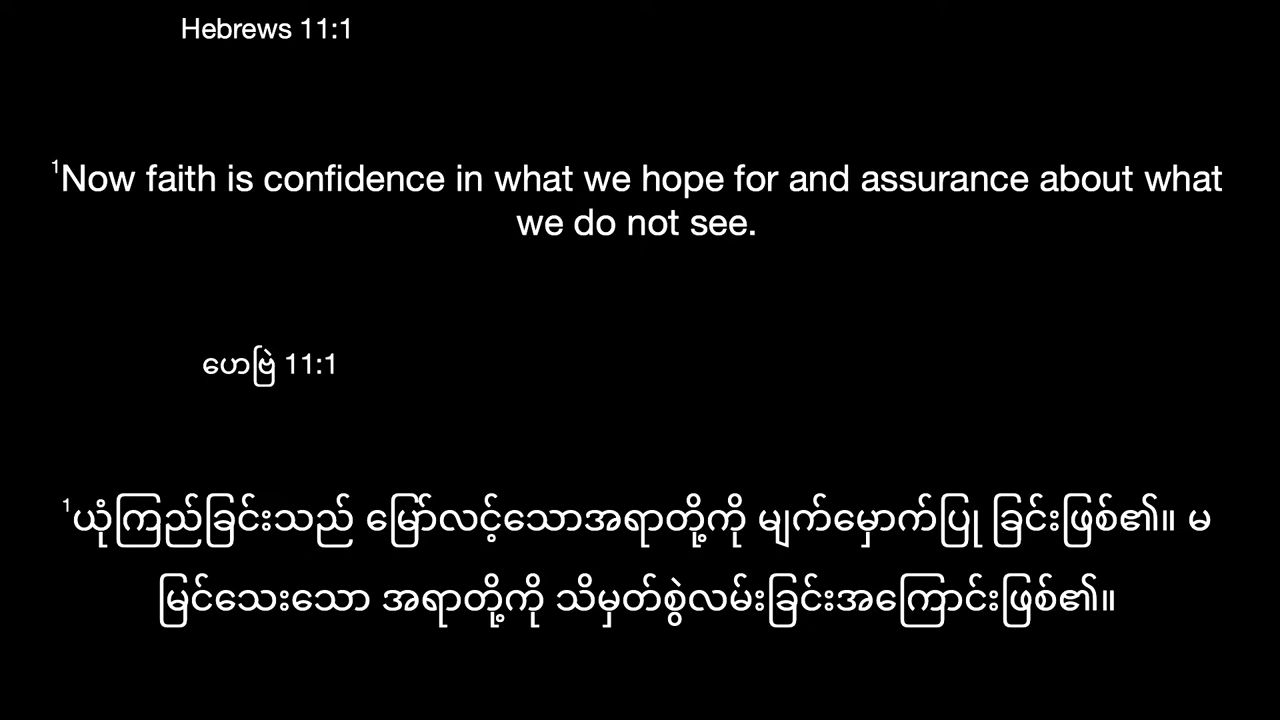 Hebrews 11:1
¹Now faith is confidence in what we hope for and assurance about what
we do not see.
ဟေဗြဲ 11:1
¹ယုံကြည်ခြင်းသည် မြော်လင့်သောအရာတို့ကို မျက်မှောက်ပြု ခြင်းဖြစ်၏။ မ
မြင်သေးသော အရာတို့ကို သိမှတ်စွဲလမ်းခြင်းအကြောင်းဖြစ်၏။